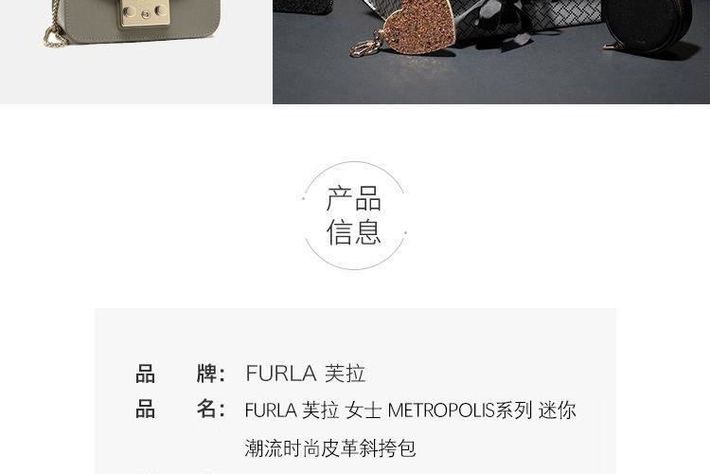 产品
信息
品 牌： FURLA 芙拉
品 名： FURLA 芙拉 女士 METROPOLIS系列 迷你
潮流时尚皮革斜挎包